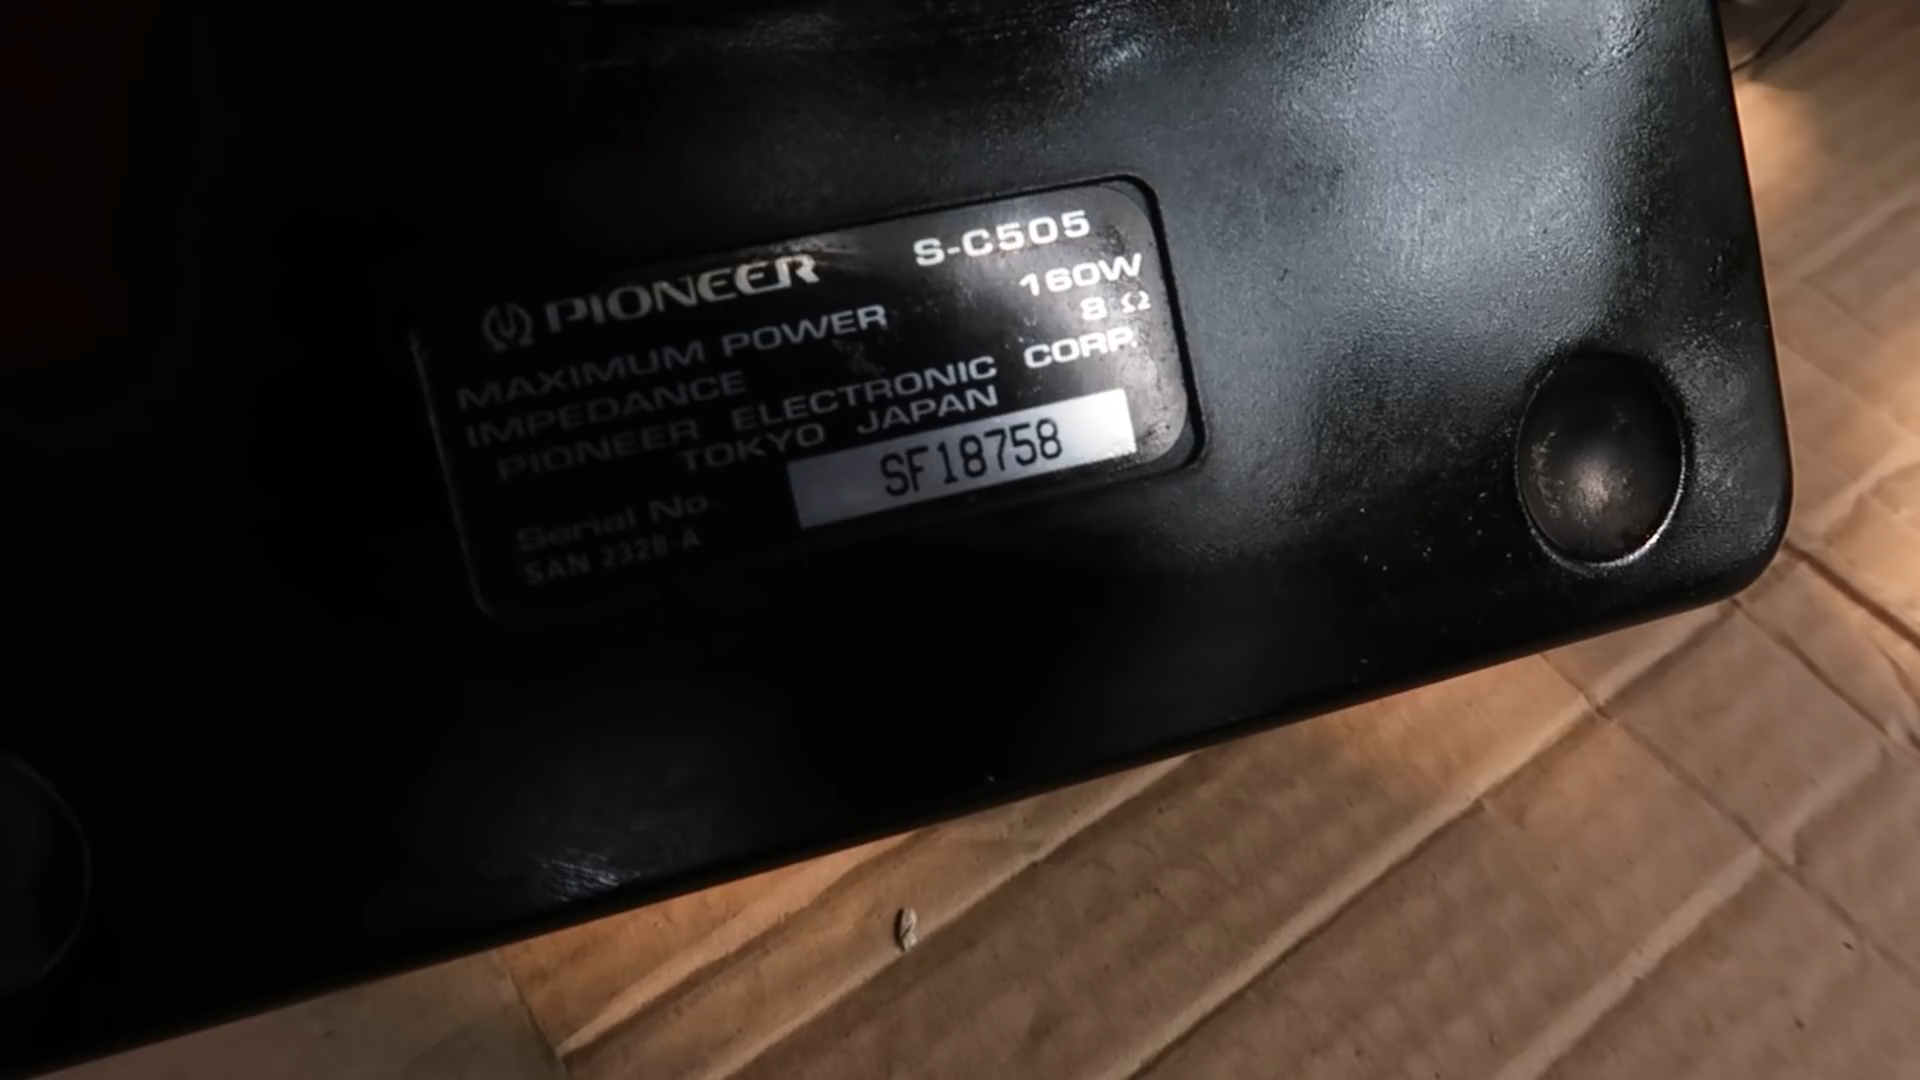 PIONEER S-C505
MAXIMUM POWER 160W
IMPEDANCE 8 Ω
PIONEER ELECTRONIC CORP.
TOKYO JAPAN
Serial No. SF18758
SAN 2328-A